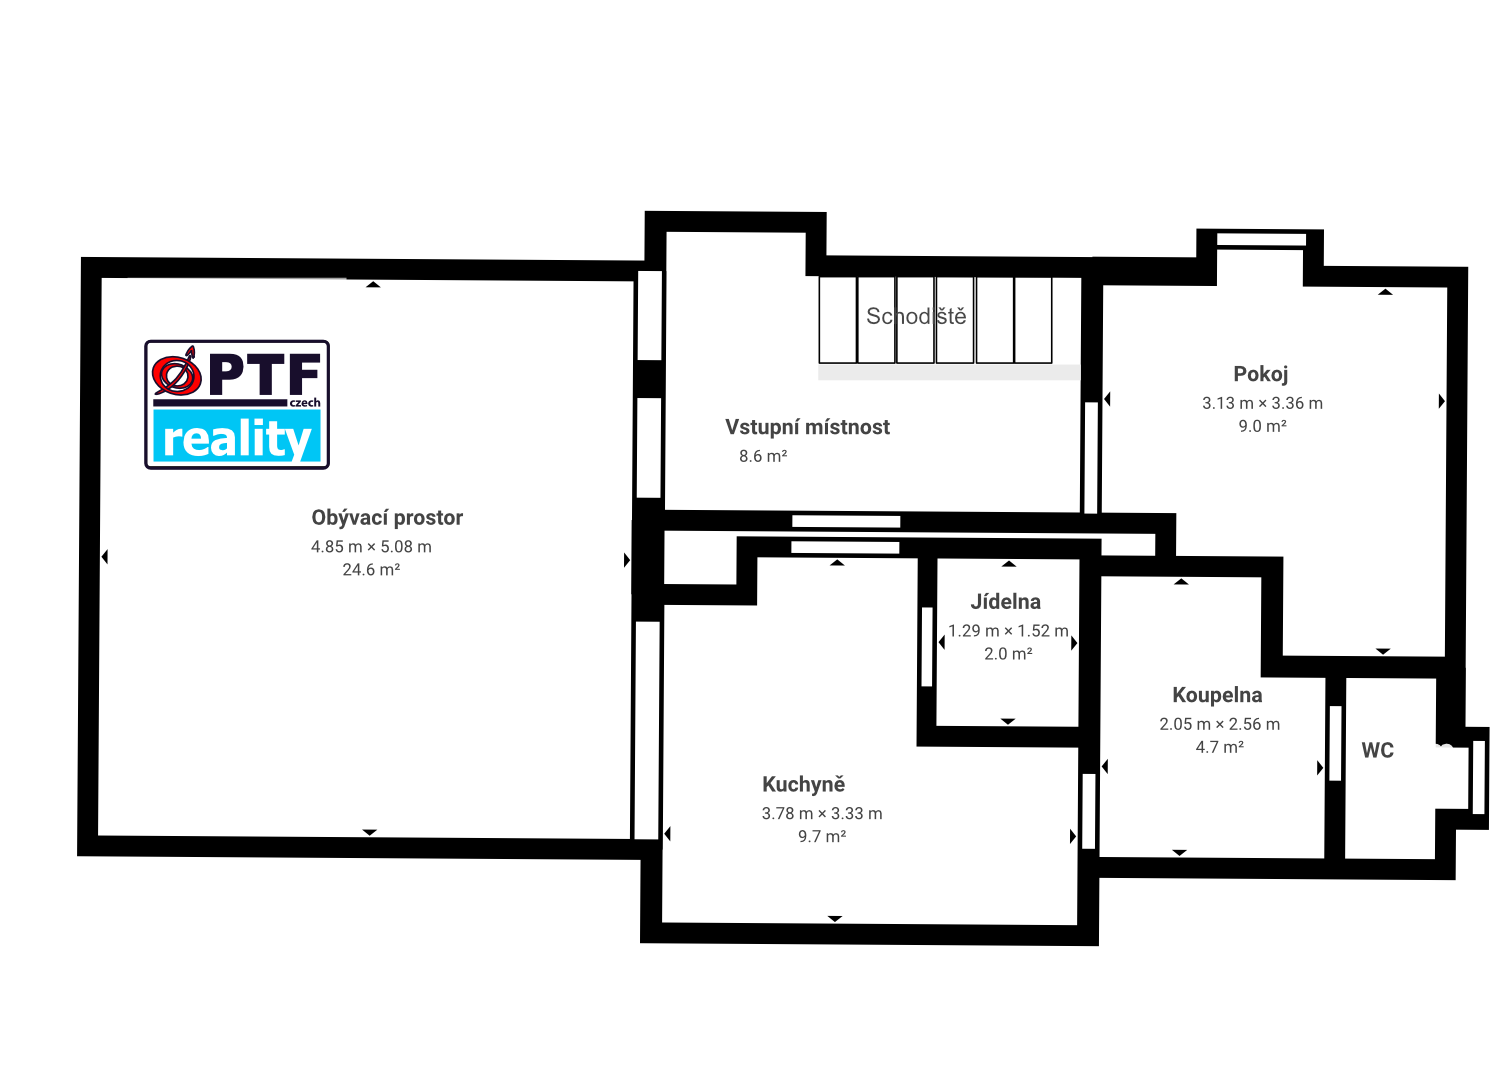 PTF
czech
reality
Obývací prostor
4.85 m × 5.08 m
24.6 m²
Schodiště
Vstupní místnost
8.6 m²
Pokoj
3.13 m × 3.36 m
9.0 m²
Jídelna
1.29 m × 1.52 m
2.0 m²
Kuchyně
3.78 m × 3.33 m
9.7 m²
Koupelna
2.05 m × 2.56 m
4.7 m²
WC